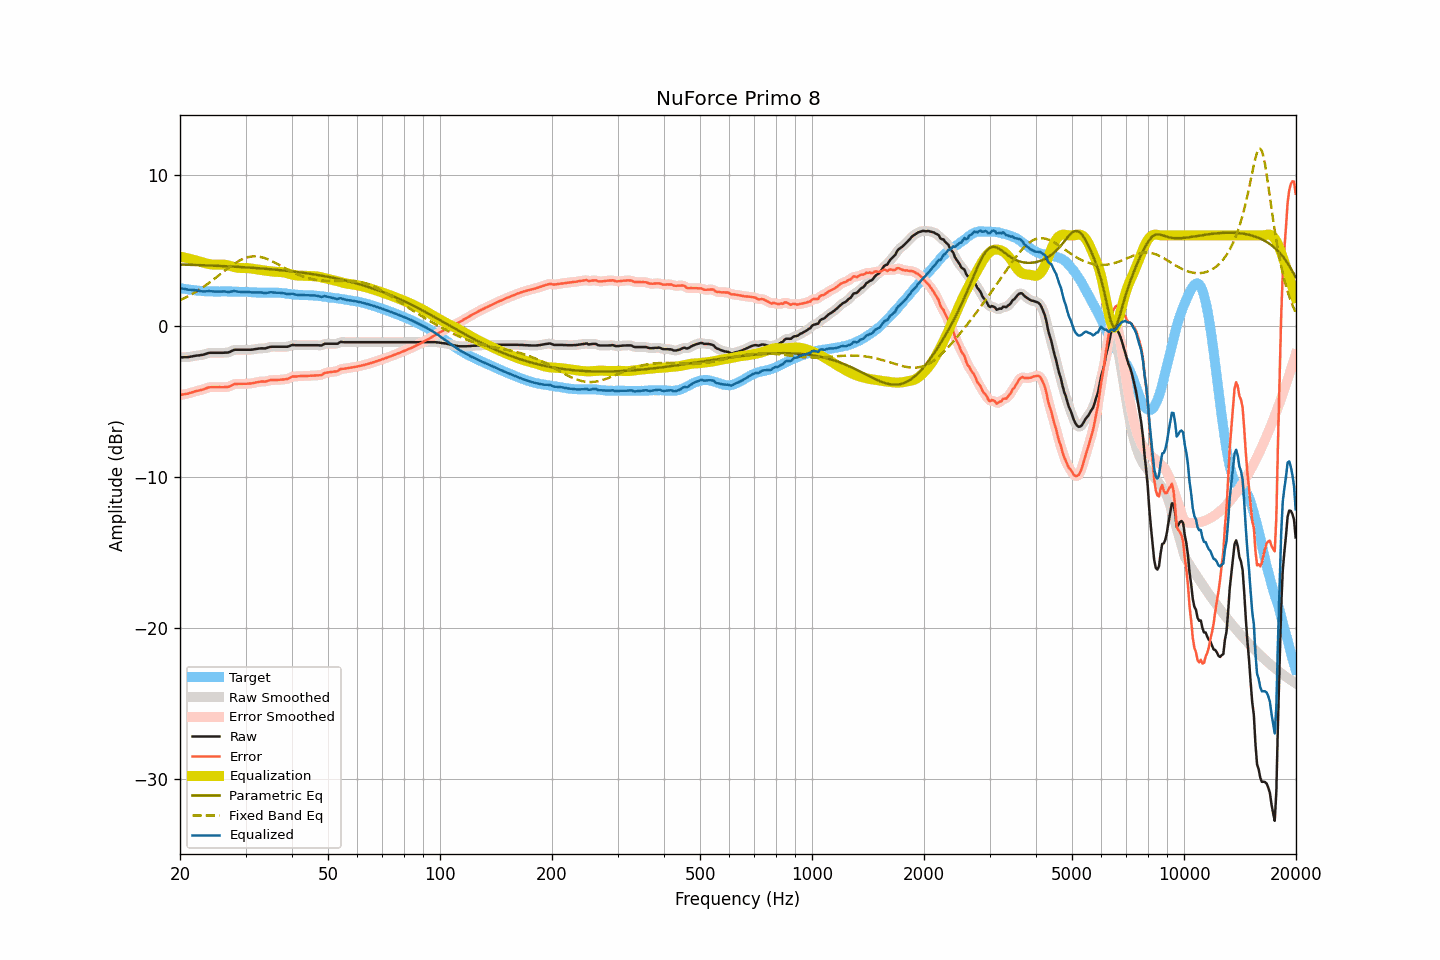 NuForce Primo 8
Amplitude (dBr)
10
0
−10
−20
−30
Target
Raw Smoothed
Error Smoothed
Raw
Error
Equalization
Parametric Eq
Fixed Band Eq
Equalized
20 50 100 200 500 1000 2000 5000 10000 20000
Frequency (Hz)